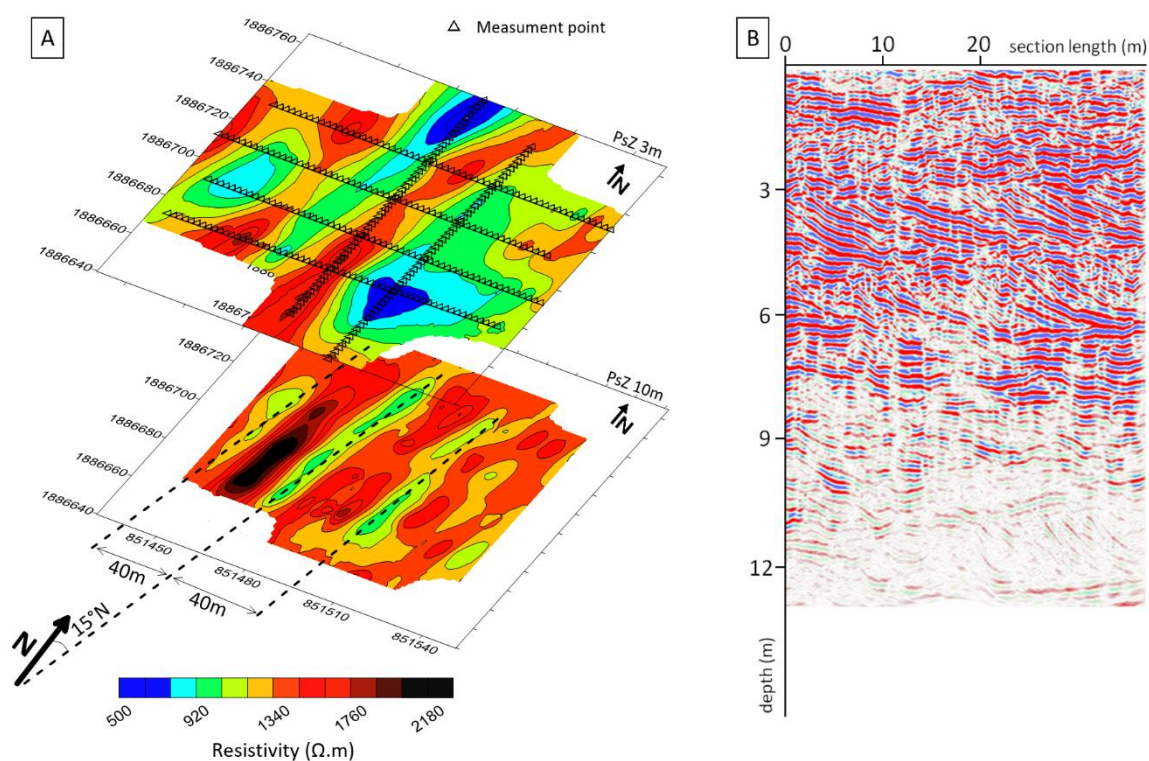 A
△ Measument point
1886760
1886740
1886720
1886700
1886680
1886660
1886640
PsZ 3m
N
1886720
1886700
1886680
1886660
1886640
PsZ 10m
N
851450
851480
851510
851540
40m
40m
N
15°N
500 920 1340 1760 2180
Resistivity (Ω.m)
B
0 10 20 section length (m)
3
6
9
12
depth (m)